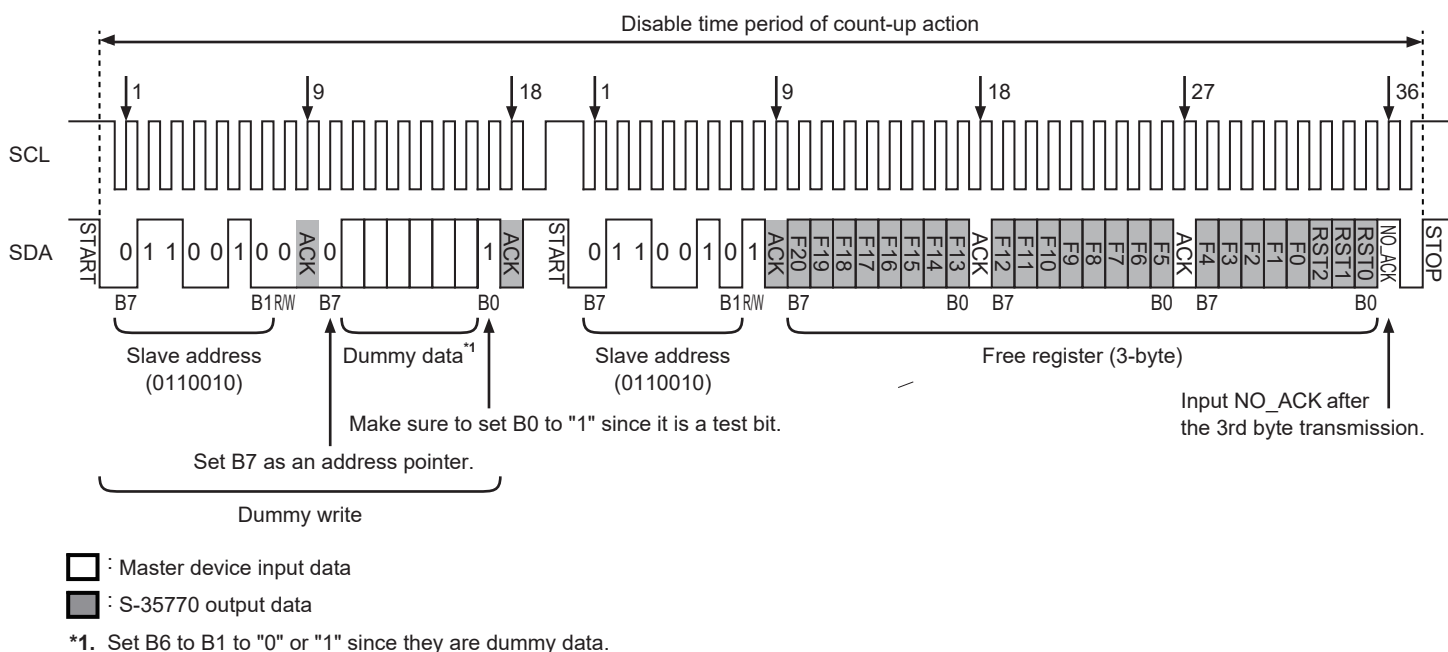 Disable time period of count-up action
1 9 18 1 9 18 27 36
SCL
SDA
START 0 1 1 0 0 1 0 0 ACK 0 1 ACK START 0 1 1 0 0 1 0 1 ACK F20 F19 F18 F17 F16 F15 F14 F13 ACK F12 F11 F10 F9 F8 F7 F6 F5 ACK F4 F3 F2 F1 F0 RST2 RST1 RST0 NO_ACK STOP
B7 B1 R/W B7 B0 B7 B1 R/W B7 B0 B7 B0 B7 B0
Slave address
(0110010)
Dummy data*1
Slave address
(0110010)
Free register (3-byte)
Input NO_ACK after
the 3rd byte transmission.
Make sure to set B0 to "1" since it is a test bit.
Set B7 as an address pointer.
Dummy write
: Master device input data
: S-35770 output data
*1. Set B6 to B1 to "0" or "1" since they are dummy data.